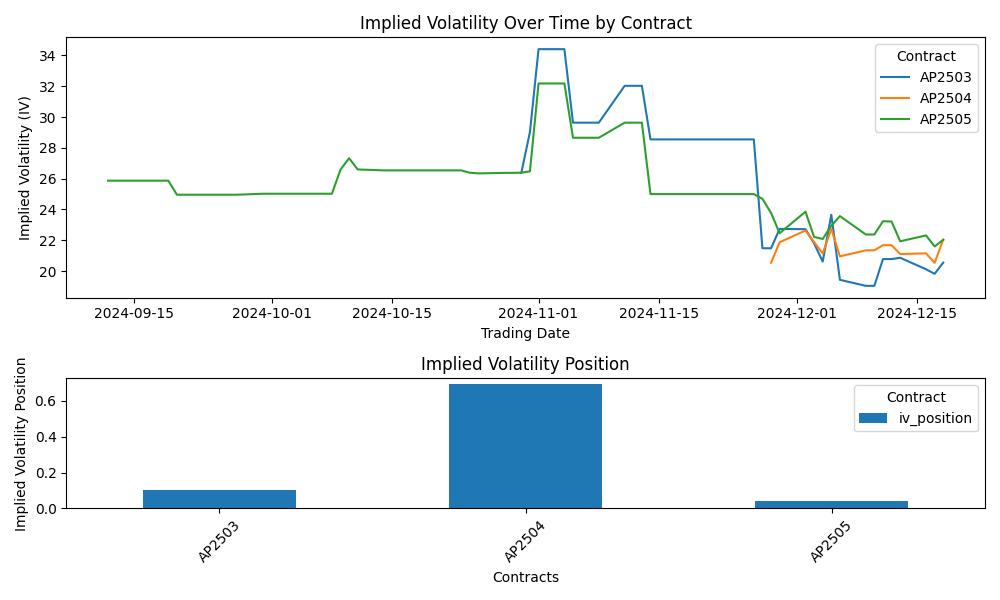 Implied Volatility Over Time by Contract
Implied Volatility (IV)
34
32
30
28
26
24
22
20
Contract
AP2503
AP2504
AP2505
2024-09-15 2024-10-01 2024-10-15 2024-11-01 2024-11-15 2024-12-01 2024-12-15
Trading Date
Implied Volatility Position
Implied Volatility Position
0.6
0.4
0.2
0.0
Contract
iv_position
AP2503 AP2504 AP2505
Contracts